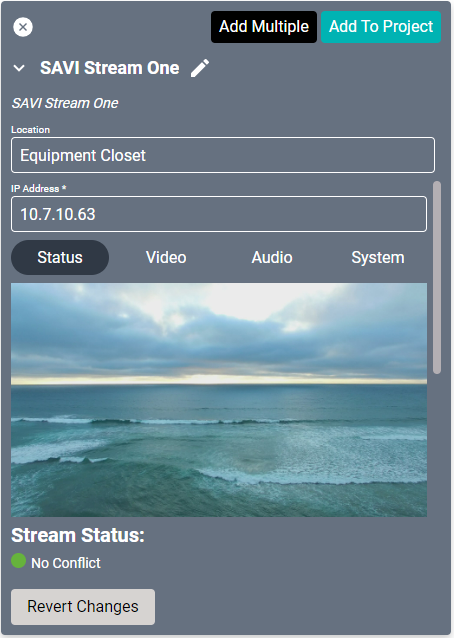 Add Multiple
Add To Project
SAVI Stream One
SAVI Stream One
Location
Equipment Closet
IP Address *
10.7.10.63
Status Video Audio System
Stream Status:
No Conflict
Revert Changes